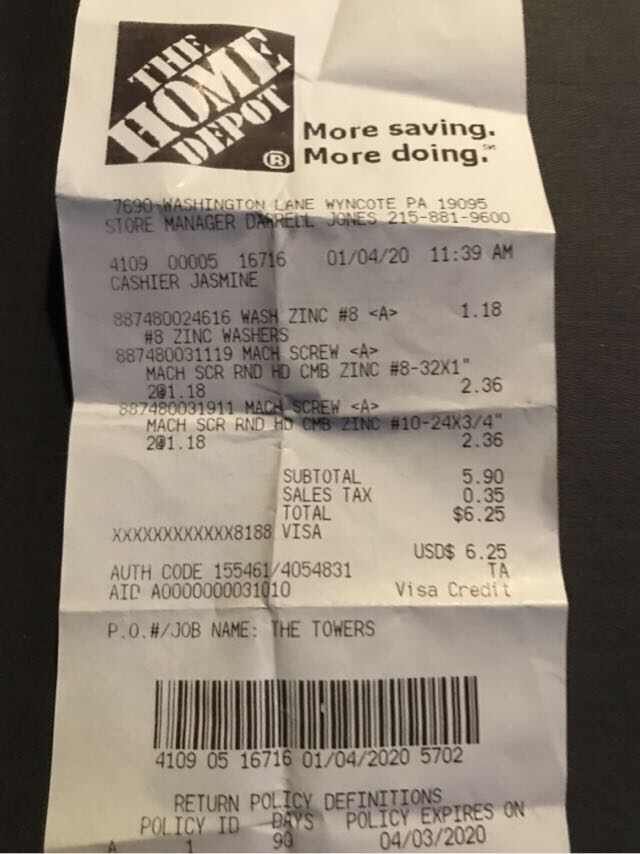 THE
HOME
DEPOT
®
More saving.
More doing.℠
7690 WASHINGTON LANE WYNCOTE PA 19095
STORE MANAGER DARRELL JONES 215-881-9600
4109 00005 16716 01/04/20 11:39 AM
CASHIER JASMINE
887480024616 WASH ZINC #8 <A> 1.18
#8 ZINC WASHERS
887480031119 MACH SCREW <A>
MACH SCR RND HD CMB ZINC #8-32X1"
2@1.18 2.36
887480031911 MACH SCREW <A>
MACH SCR RND HD CMB ZINC #10-24X3/4"
2@1.18 2.36
SUBTOTAL 5.90
SALES TAX 0.35
TOTAL $6.25
XXXXXXXXXXXX8188 VISA
USD$ 6.25
AUTH CODE 155461/4054831 TA
AID A0000000031010 Visa Credit
P.O.#/JOB NAME: THE TOWERS
4109 05 16716 01/04/2020 5702
RETURN POLICY DEFINITIONS
POLICY ID DAYS POLICY EXPIRES ON
A 1 90 04/03/2020